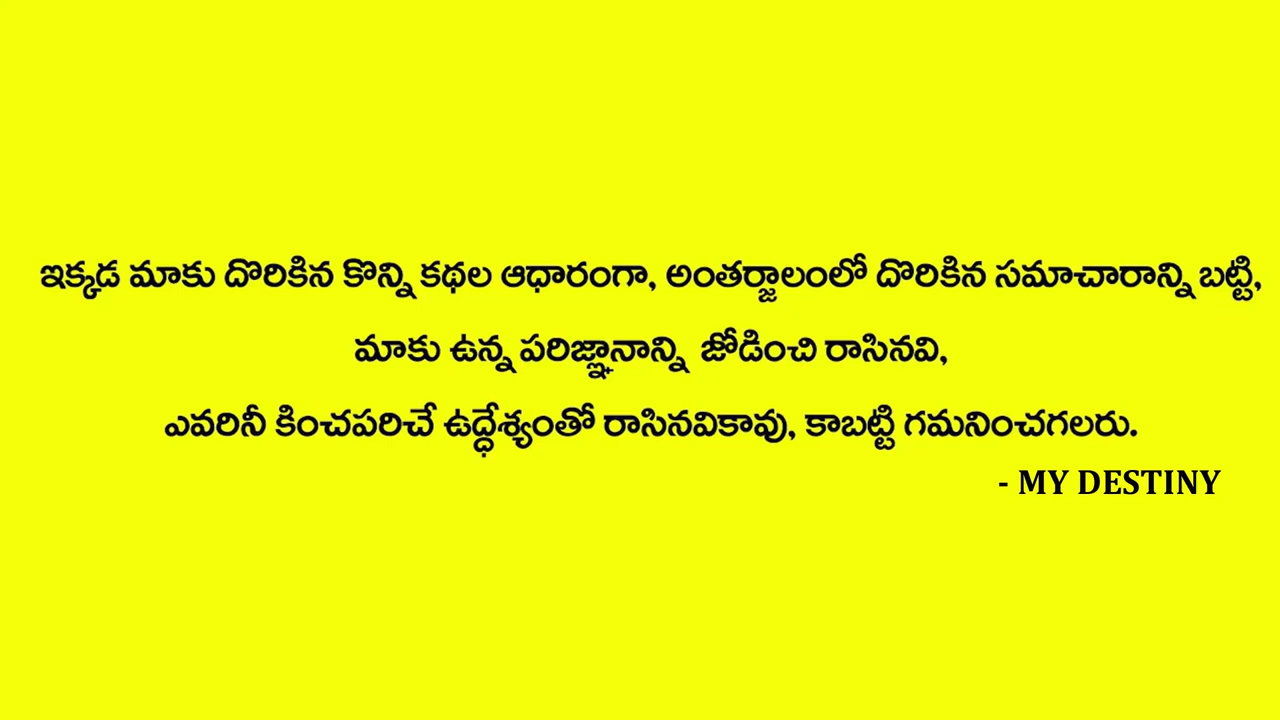 ఇక్కడ మాకు దొరికిన కొన్ని కథల ఆధారంగా, అంతర్జాలంలో దొరికిన సమాచారాన్ని బట్టి,
మాకు ఉన్న పరిజ్ఞానాన్ని జోడించి రాసినవి,
ఎవరినీ కించపరిచే ఉద్ధేశ్యంతో రాసినవికావు, కాబట్టి గమనించగలరు.
- MY DESTINY